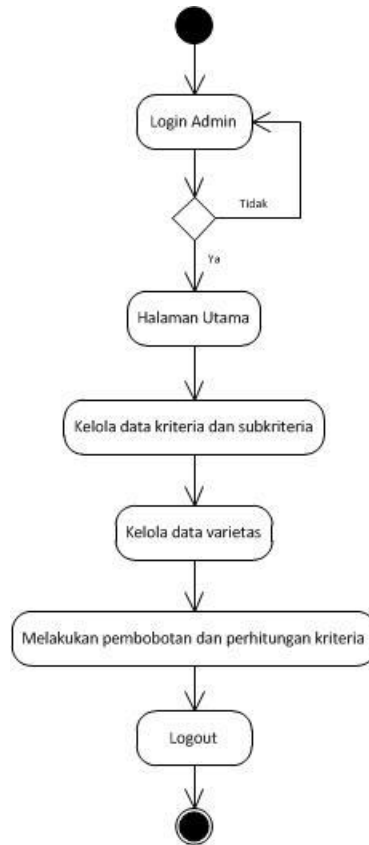 Login Admin
Tidak
Ya
Halaman Utama
Kelola data kriteria dan subkriteria
Kelola data varietas
Melakukan pembobotan dan perhitungan kriteria
Logout